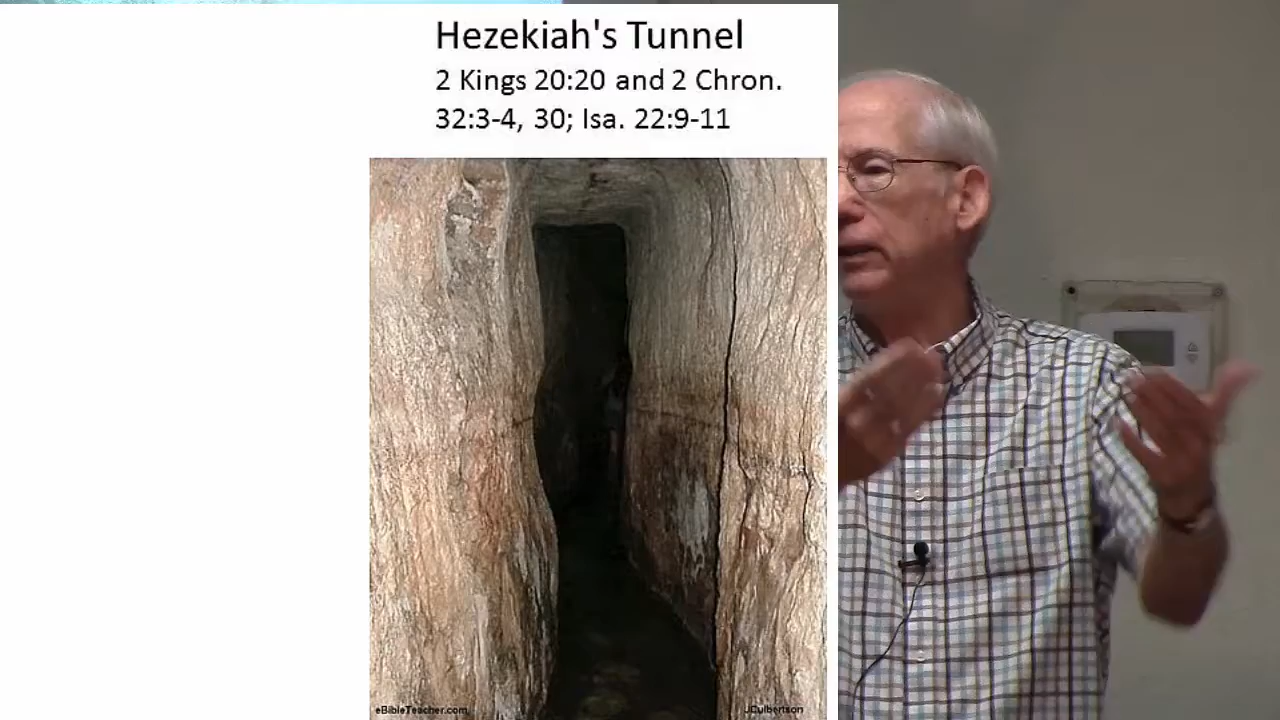 Hezekiah's Tunnel
2 Kings 20:20 and 2 Chron.
32:3-4, 30; Isa. 22:9-11
eBibleTeacher.com
JCulbertson